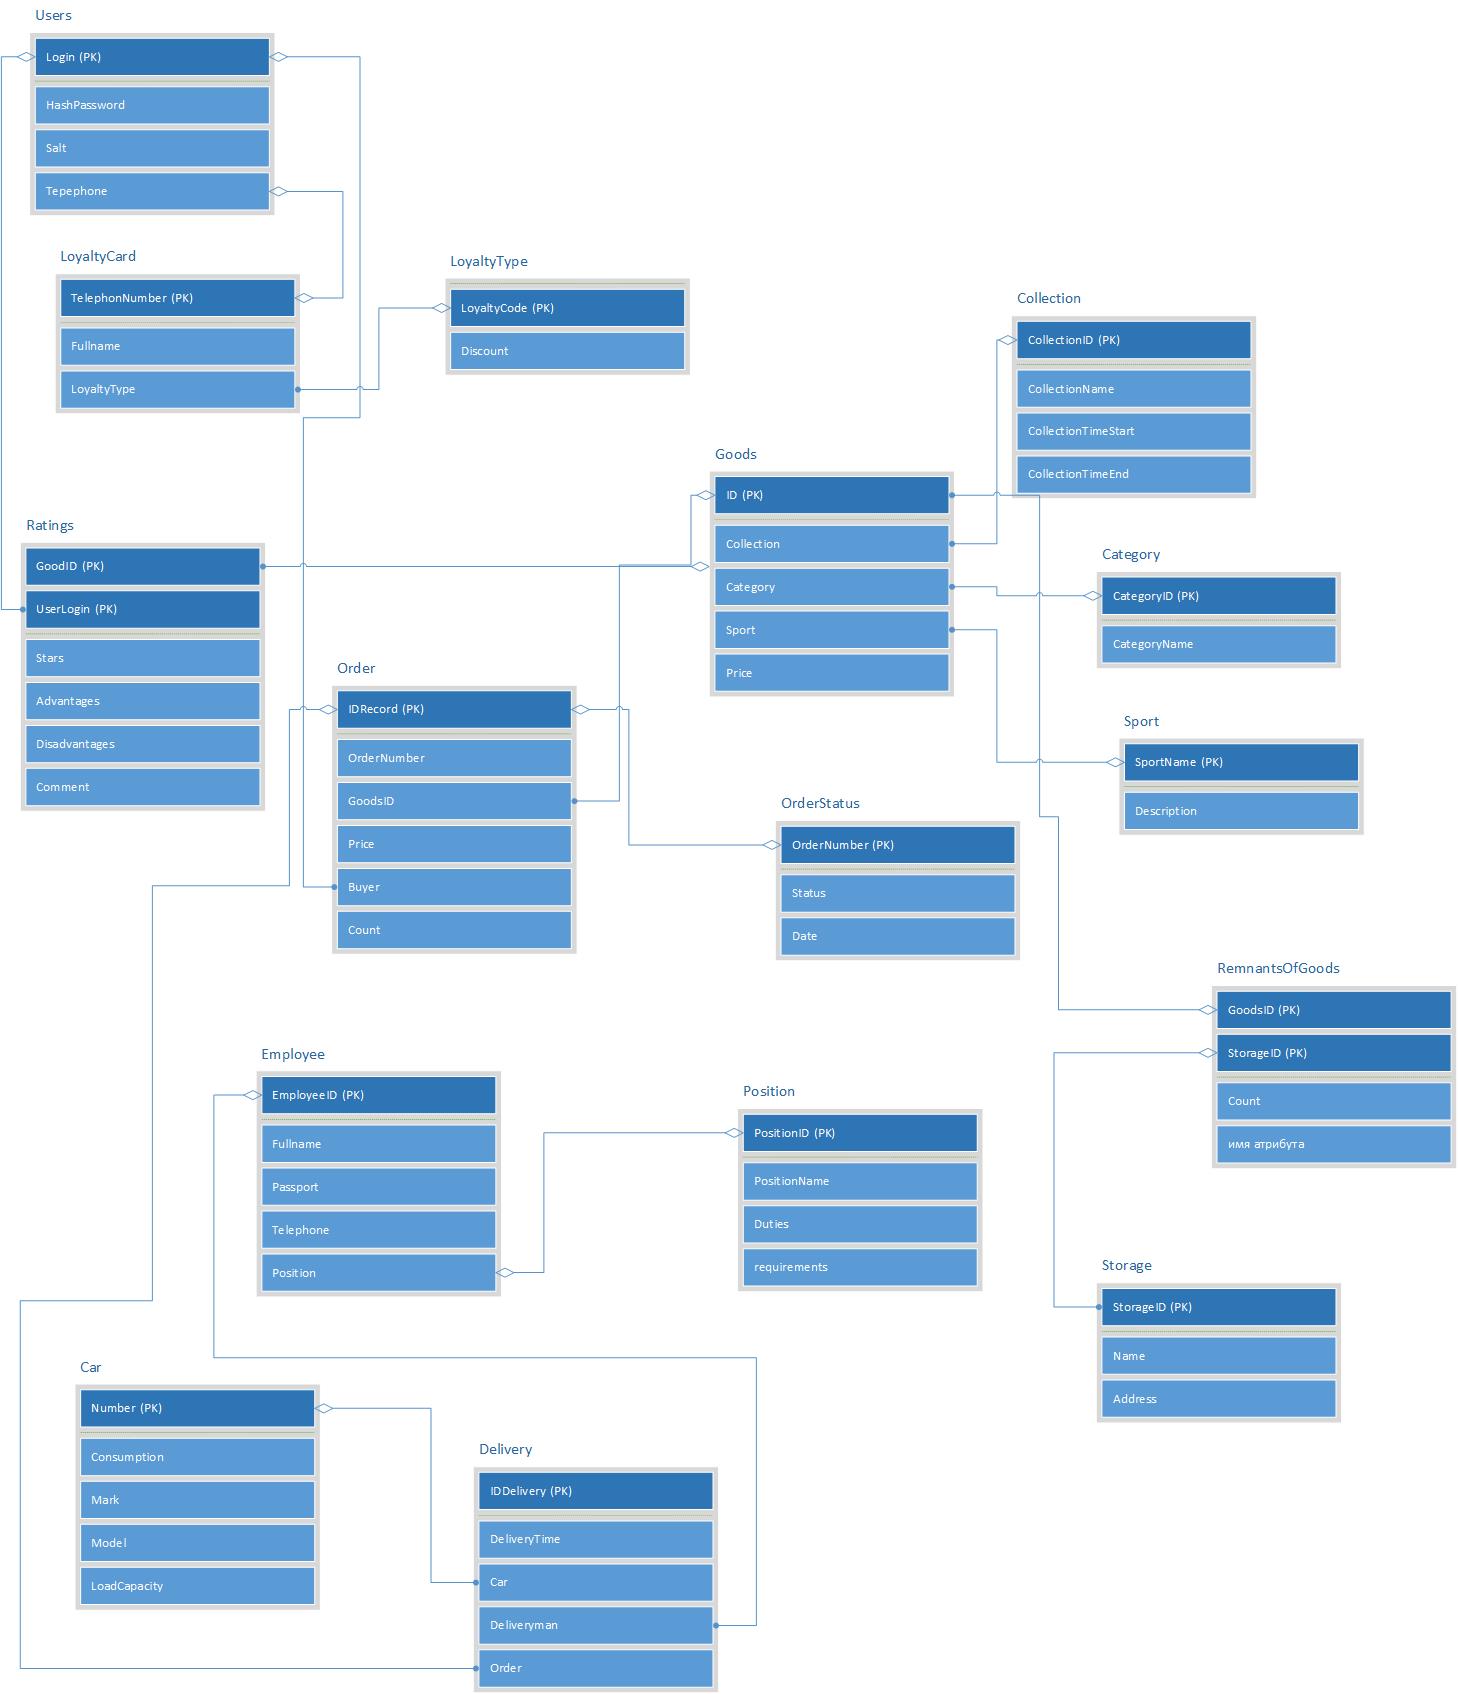 Users
Login (PK)
HashPassword
Salt
Tepephone
LoyaltyCard
TelephonNumber (PK)
Fullname
LoyaltyType
LoyaltyType
LoyaltyCode (PK)
Discount
Collection
CollectionID (PK)
CollectionName
CollectionTimeStart
CollectionTimeEnd
Goods
ID (PK)
Collection
Category
Sport
Price
Ratings
GoodID (PK)
UserLogin (PK)
Stars
Advantages
Disadvantages
Comment
Category
CategoryID (PK)
CategoryName
Order
IDRecord (PK)
OrderNumber
GoodsID
Price
Buyer
Count
Sport
SportName (PK)
Description
OrderStatus
OrderNumber (PK)
Status
Date
RemnantsOfGoods
GoodsID (PK)
StorageID (PK)
Count
имя атрибута
Employee
EmployeeID (PK)
Fullname
Passport
Telephone
Position
Position
PositionID (PK)
PositionName
Duties
requirements
Storage
StorageID (PK)
Name
Address
Car
Number (PK)
Consumption
Mark
Model
LoadCapacity
Delivery
IDDelivery (PK)
DeliveryTime
Car
Deliveryman
Order